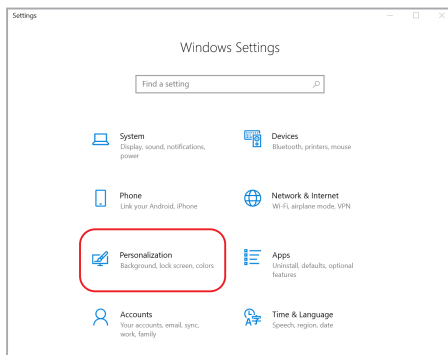 Settings
Windows Settings
Find a setting
System
Display, sound, notifications,
power
Devices
Bluetooth, printers, mouse
Phone
Link your Android, iPhone
Network & Internet
Wi-Fi, airplane mode, VPN
Personalization
Background, lock screen, colors
Apps
Uninstall, defaults, optional
features
Accounts
Your accounts, email, sync,
work, family
Time & Language
Speech, region, date